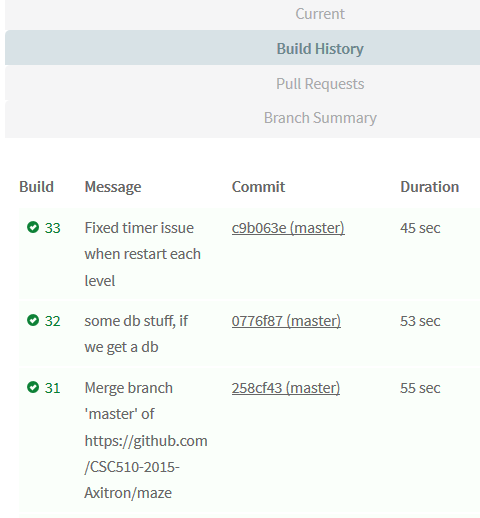 Current
Build History
Pull Requests
Branch Summary
Build Message Commit Duration
33 Fixed timer issue c9b063e (master) 45 sec
when restart each
level
32 some db stuff, if 0776f87 (master) 53 sec
we get a db
31 Merge branch 258cf43 (master) 55 sec
'master' of
https://github.com
/CSC510-2015-
Axitron/maze